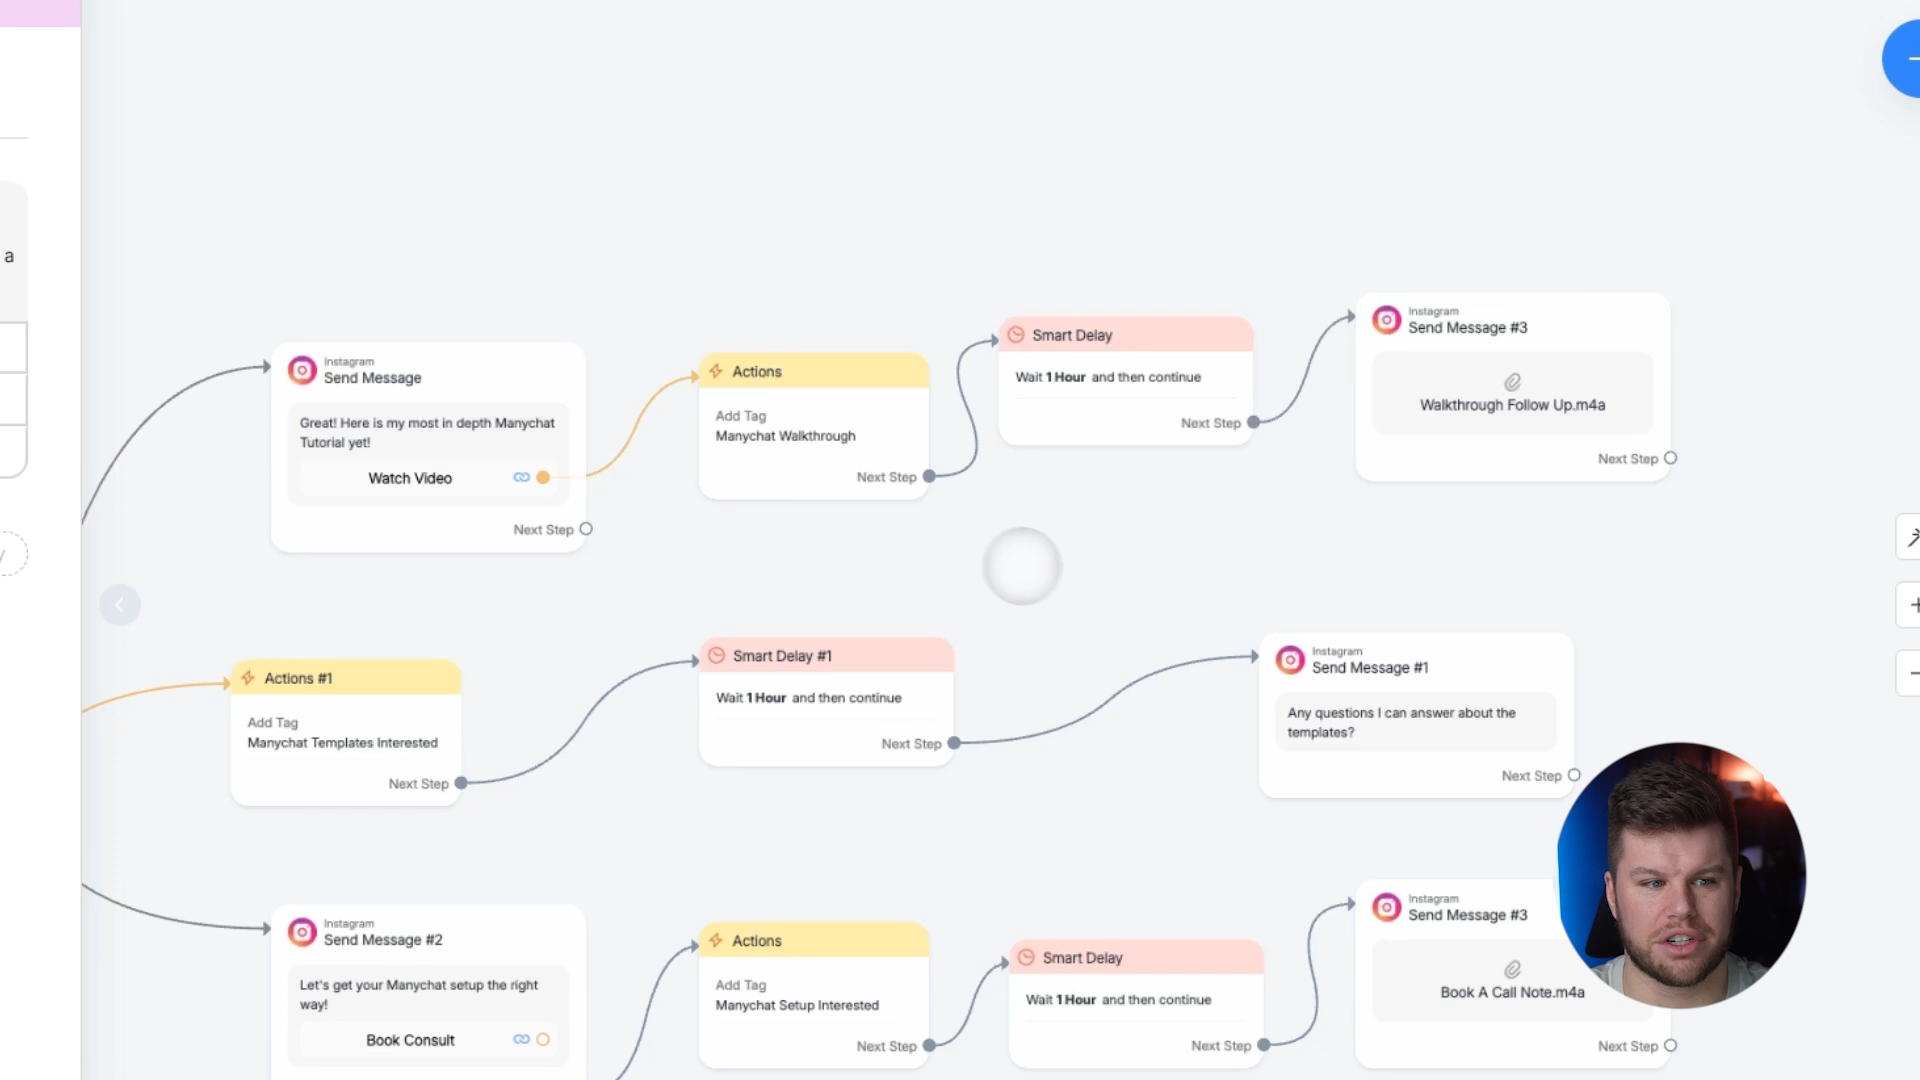 a
y
Instagram
Send Message
Great! Here is my most in depth Manychat
Tutorial yet!
Watch Video
Next Step
Actions
Add Tag
Manychat Walkthrough
Next Step
Smart Delay
Wait 1 Hour and then continue
Next Step
Instagram
Send Message #3
Walkthrough Follow Up.m4a
Next Step
Actions #1
Add Tag
Manychat Templates Interested
Next Step
Smart Delay #1
Wait 1 Hour and then continue
Next Step
Instagram
Send Message #1
Any questions I can answer about the
templates?
Next Step
Instagram
Send Message #2
Let's get your Manychat setup the right
way!
Book Consult
Actions
Add Tag
Manychat Setup Interested
Next Step
Smart Delay
Wait 1 Hour and then continue
Next Step
Instagram
Send Message #3
Book A Call Note.m4a
Next Step